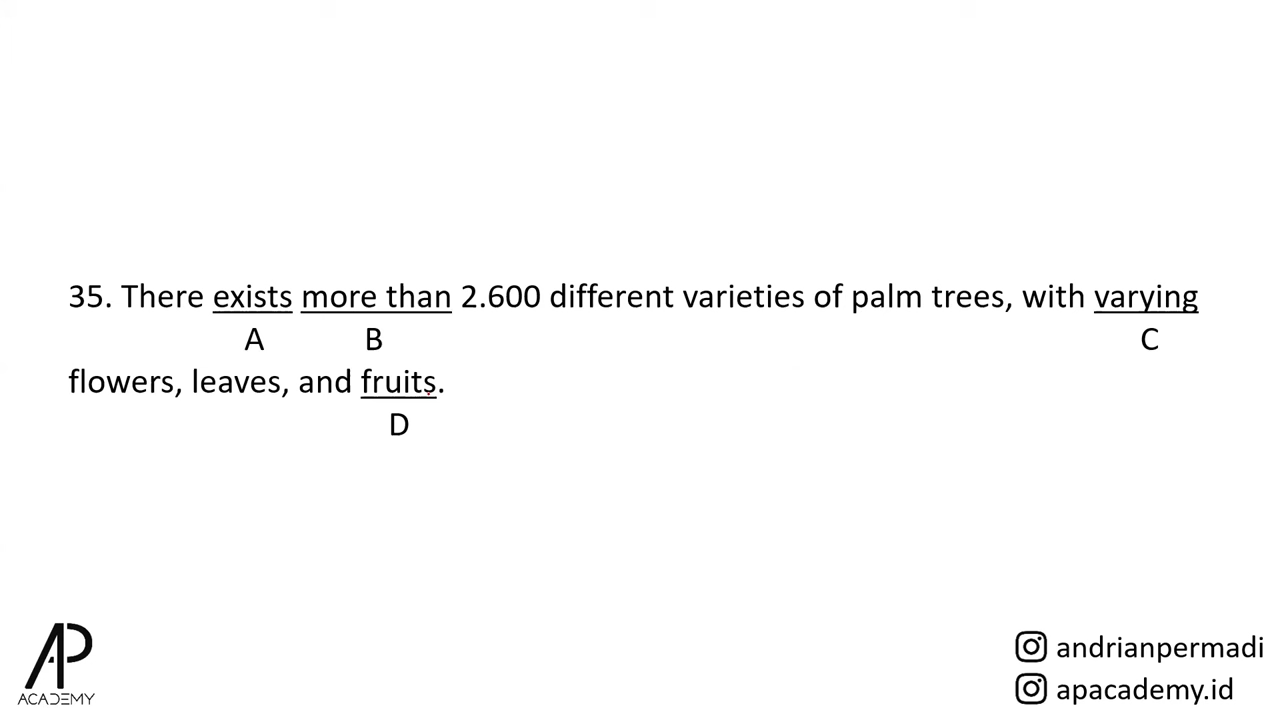 35. There exists more than 2.600 different varieties of palm trees, with varying
A B C
flowers, leaves, and fruits.
D
AP
ACADEMY
andrianpermadi
apacademy.id